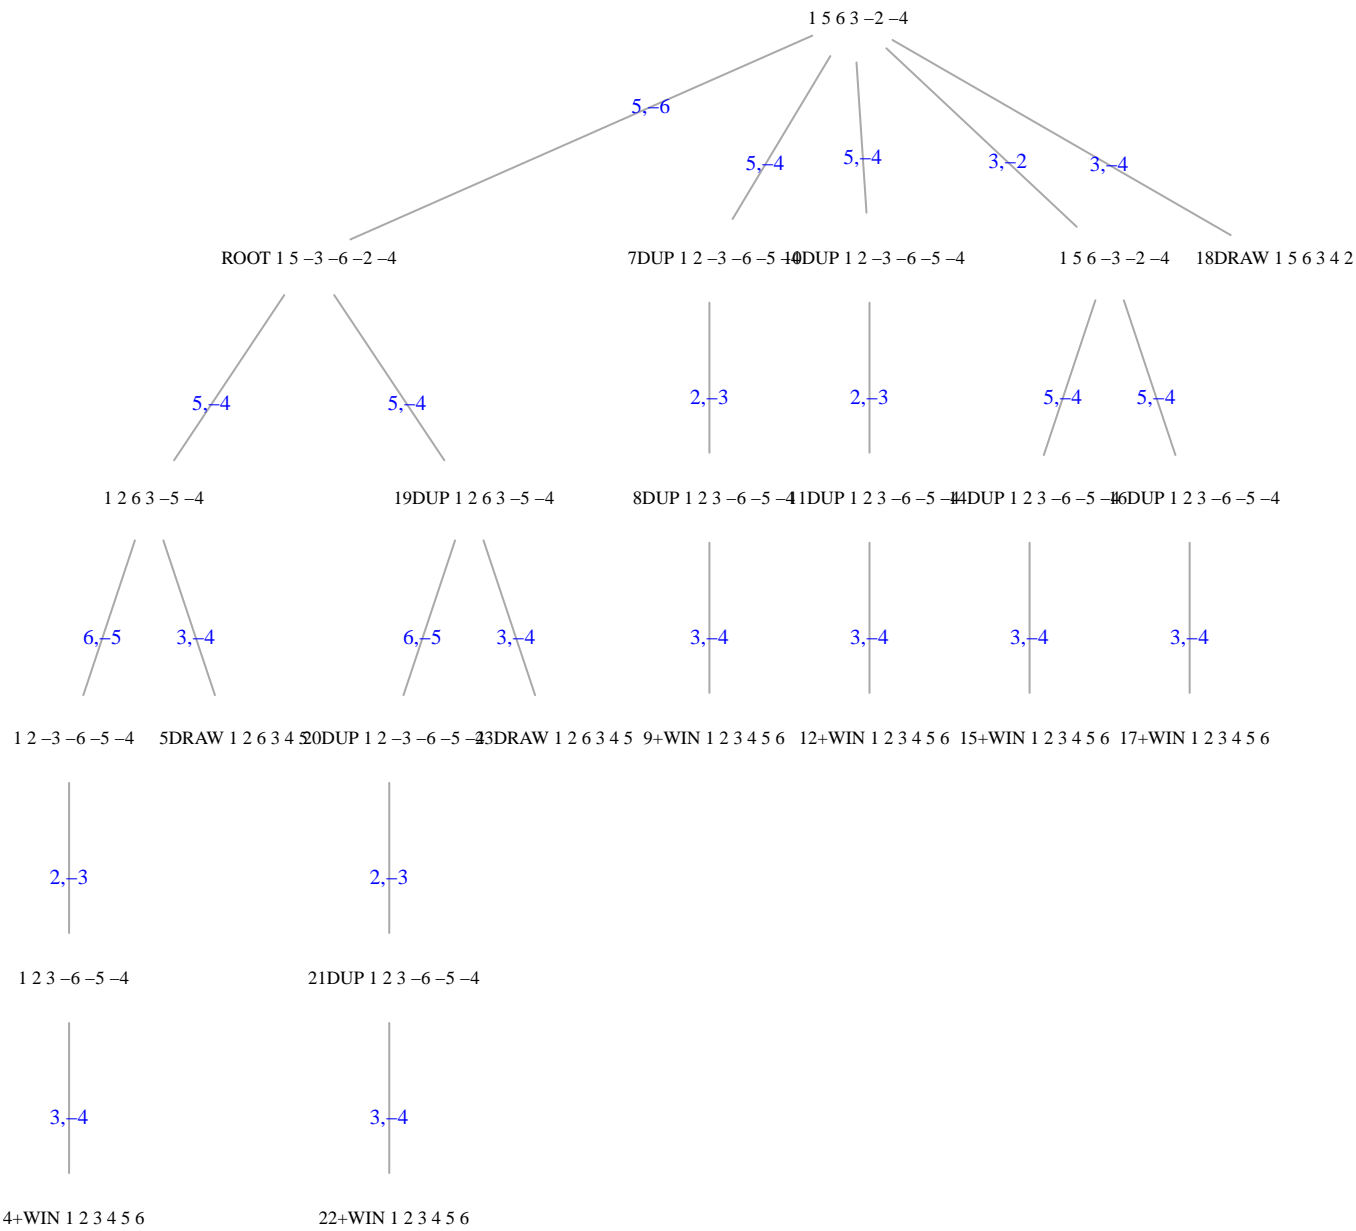 1 5 6 3 –2 –4
5,–6
5,–4
5,–4
3,–2
3,–4
ROOT 1 5 –3 –6 –2 –4
7DUP 1 2 –3 –6 –5 –4
10DUP 1 2 –3 –6 –5 –4
1 5 6 –3 –2 –4
18DRAW 1 5 6 3 4 2
5,–4
5,–4
2,–3
2,–3
5,–4
5,–4
1 2 6 3 –5 –4
19DUP 1 2 6 3 –5 –4
8DUP 1 2 3 –6 –5 –4
11DUP 1 2 3 –6 –5 –4
14DUP 1 2 3 –6 –5 –4
16DUP 1 2 3 –6 –5 –4
6,–5
3,–4
6,–5
3,–4
3,–4
3,–4
3,–4
3,–4
1 2 –3 –6 –5 –4
5DRAW 1 2 6 3 4 5
20DUP 1 2 –3 –6 –5 –4
23DRAW 1 2 6 3 4 5
9+WIN 1 2 3 4 5 6
12+WIN 1 2 3 4 5 6
15+WIN 1 2 3 4 5 6
17+WIN 1 2 3 4 5 6
2,–3
2,–3
1 2 3 –6 –5 –4
21DUP 1 2 3 –6 –5 –4
3,–4
3,–4
4+WIN 1 2 3 4 5 6
22+WIN 1 2 3 4 5 6